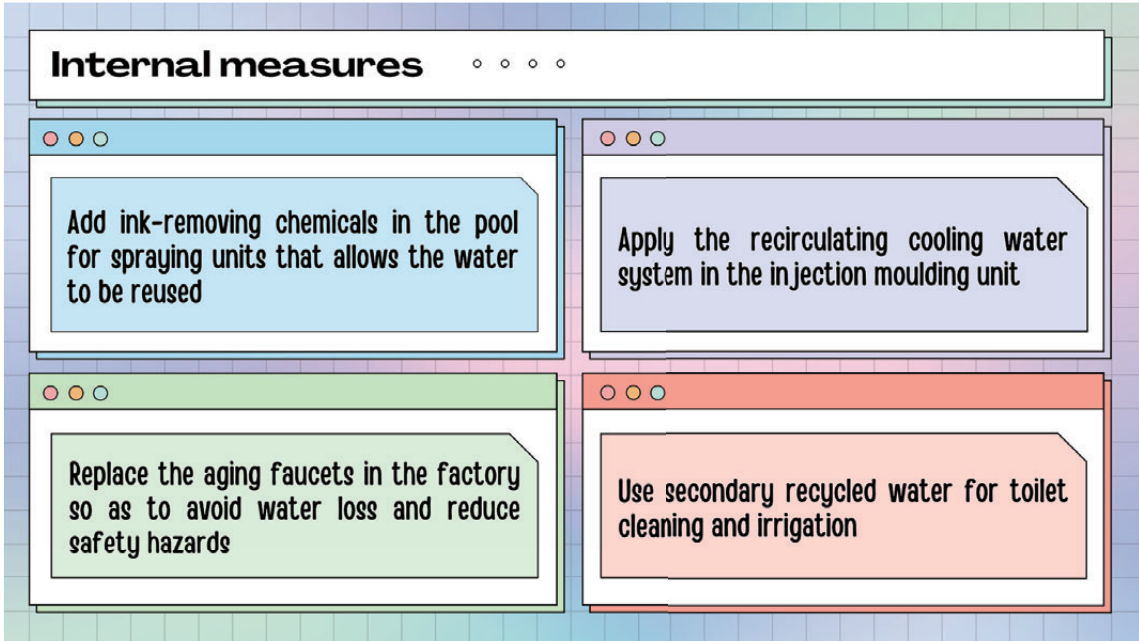 Internal measures
Add ink-removing chemicals in the pool
for spraying units that allows the water
to be reused
Apply the recirculating cooling water
system in the injection moulding unit
Replace the aging faucets in the factory
so as to avoid water loss and reduce
safety hazards
Use secondary recycled water for toilet
cleaning and irrigation